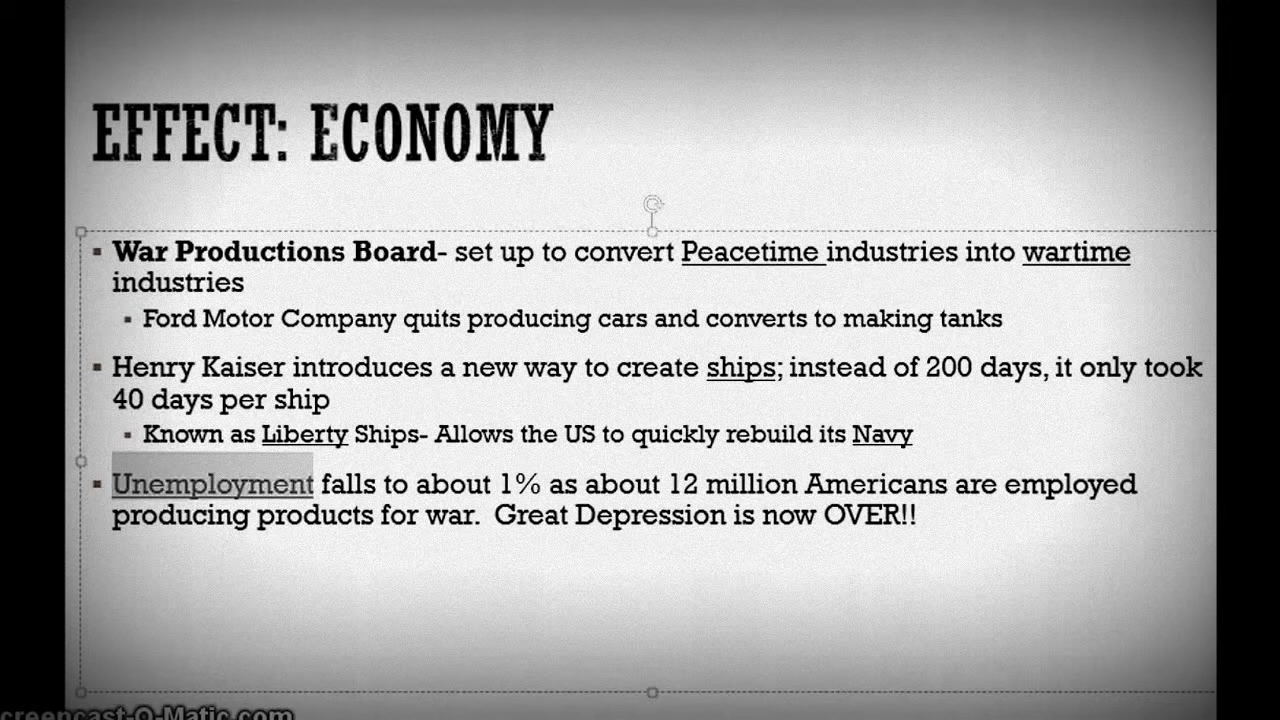 EFFECT: ECONOMY
▪ War Productions Board- set up to convert Peacetime industries into wartime
industries
▪ Ford Motor Company quits producing cars and converts to making tanks
▪ Henry Kaiser introduces a new way to create ships; instead of 200 days, it only took
40 days per ship
▪ Known as Liberty Ships- Allows the US to quickly rebuild its Navy
▪ Unemployment falls to about 1% as about 12 million Americans are employed
producing products for war. Great Depression is now OVER!!
creencast-O-Matic.com